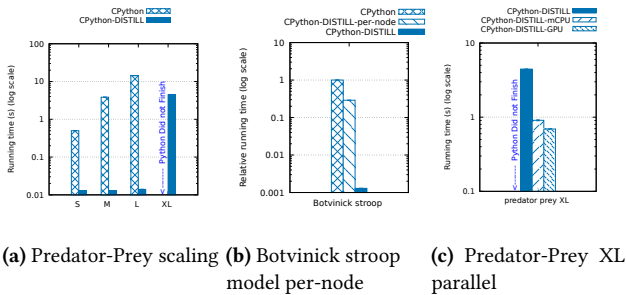 CPython
CPython-DISTILL
Running time (s) (log scale)
100
10
1
0.1
0.01
<----- Python Did not Finish
S M L XL
CPython
CPython-DISTILL-per-node
CPython-DISTILL
Relative running time (log scale)
10
1
0.1
0.01
0.001
Botvinick stroop
CPython-DISTILL
CPython-DISTILL-mCPU
CPython-DISTILL-GPU
Running time (s) (log scale)
10
1
0.1
<----- Python Did not Finish
predator prey XL
(a) Predator-Prey scaling
(b) Botvinick stroop
model per-node
(c) Predator-Prey XL
parallel